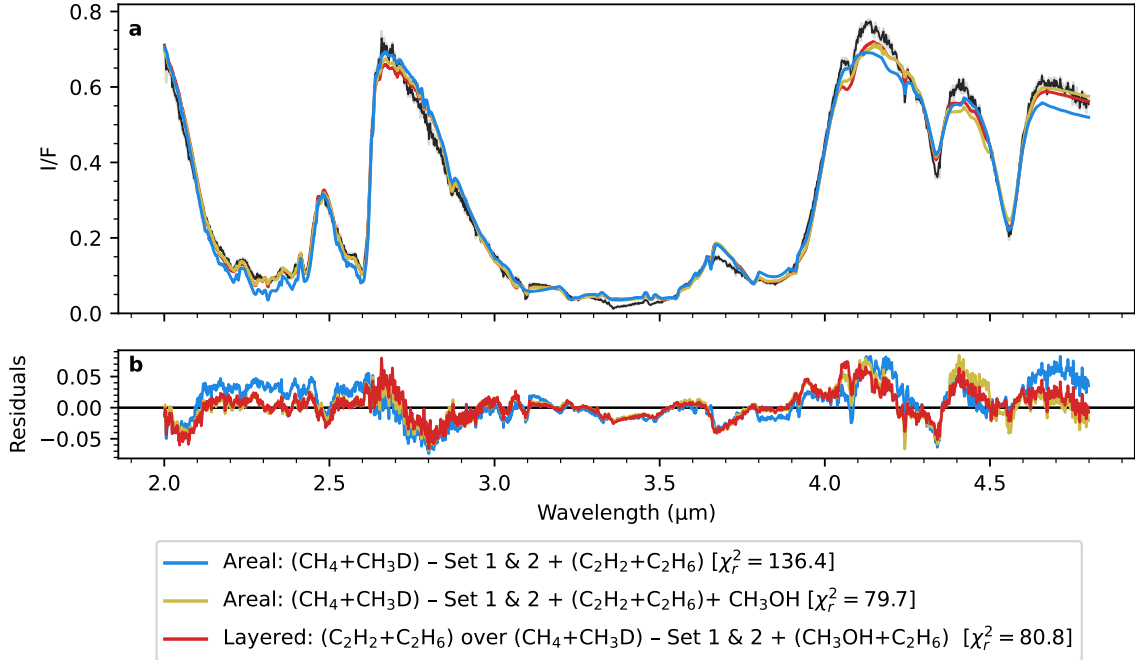 a
0.8
0.6
0.4
0.2
0.0
I/F
b
0.05
0.00
−0.05
Residuals
2.0 2.5 3.0 3.5 4.0 4.5
Wavelength (μm)
Areal: (CH₄+CH₃D) – Set 1 & 2 + (C₂H₂+C₂H₆) [χ²ᵣ = 136.4]
Areal: (CH₄+CH₃D) – Set 1 & 2 + (C₂H₂+C₂H₆)+ CH₃OH [χ²ᵣ = 79.7]
Layered: (C₂H₂+C₂H₆) over (CH₄+CH₃D) – Set 1 & 2 + (CH₃OH+C₂H₆) [χ²ᵣ = 80.8]